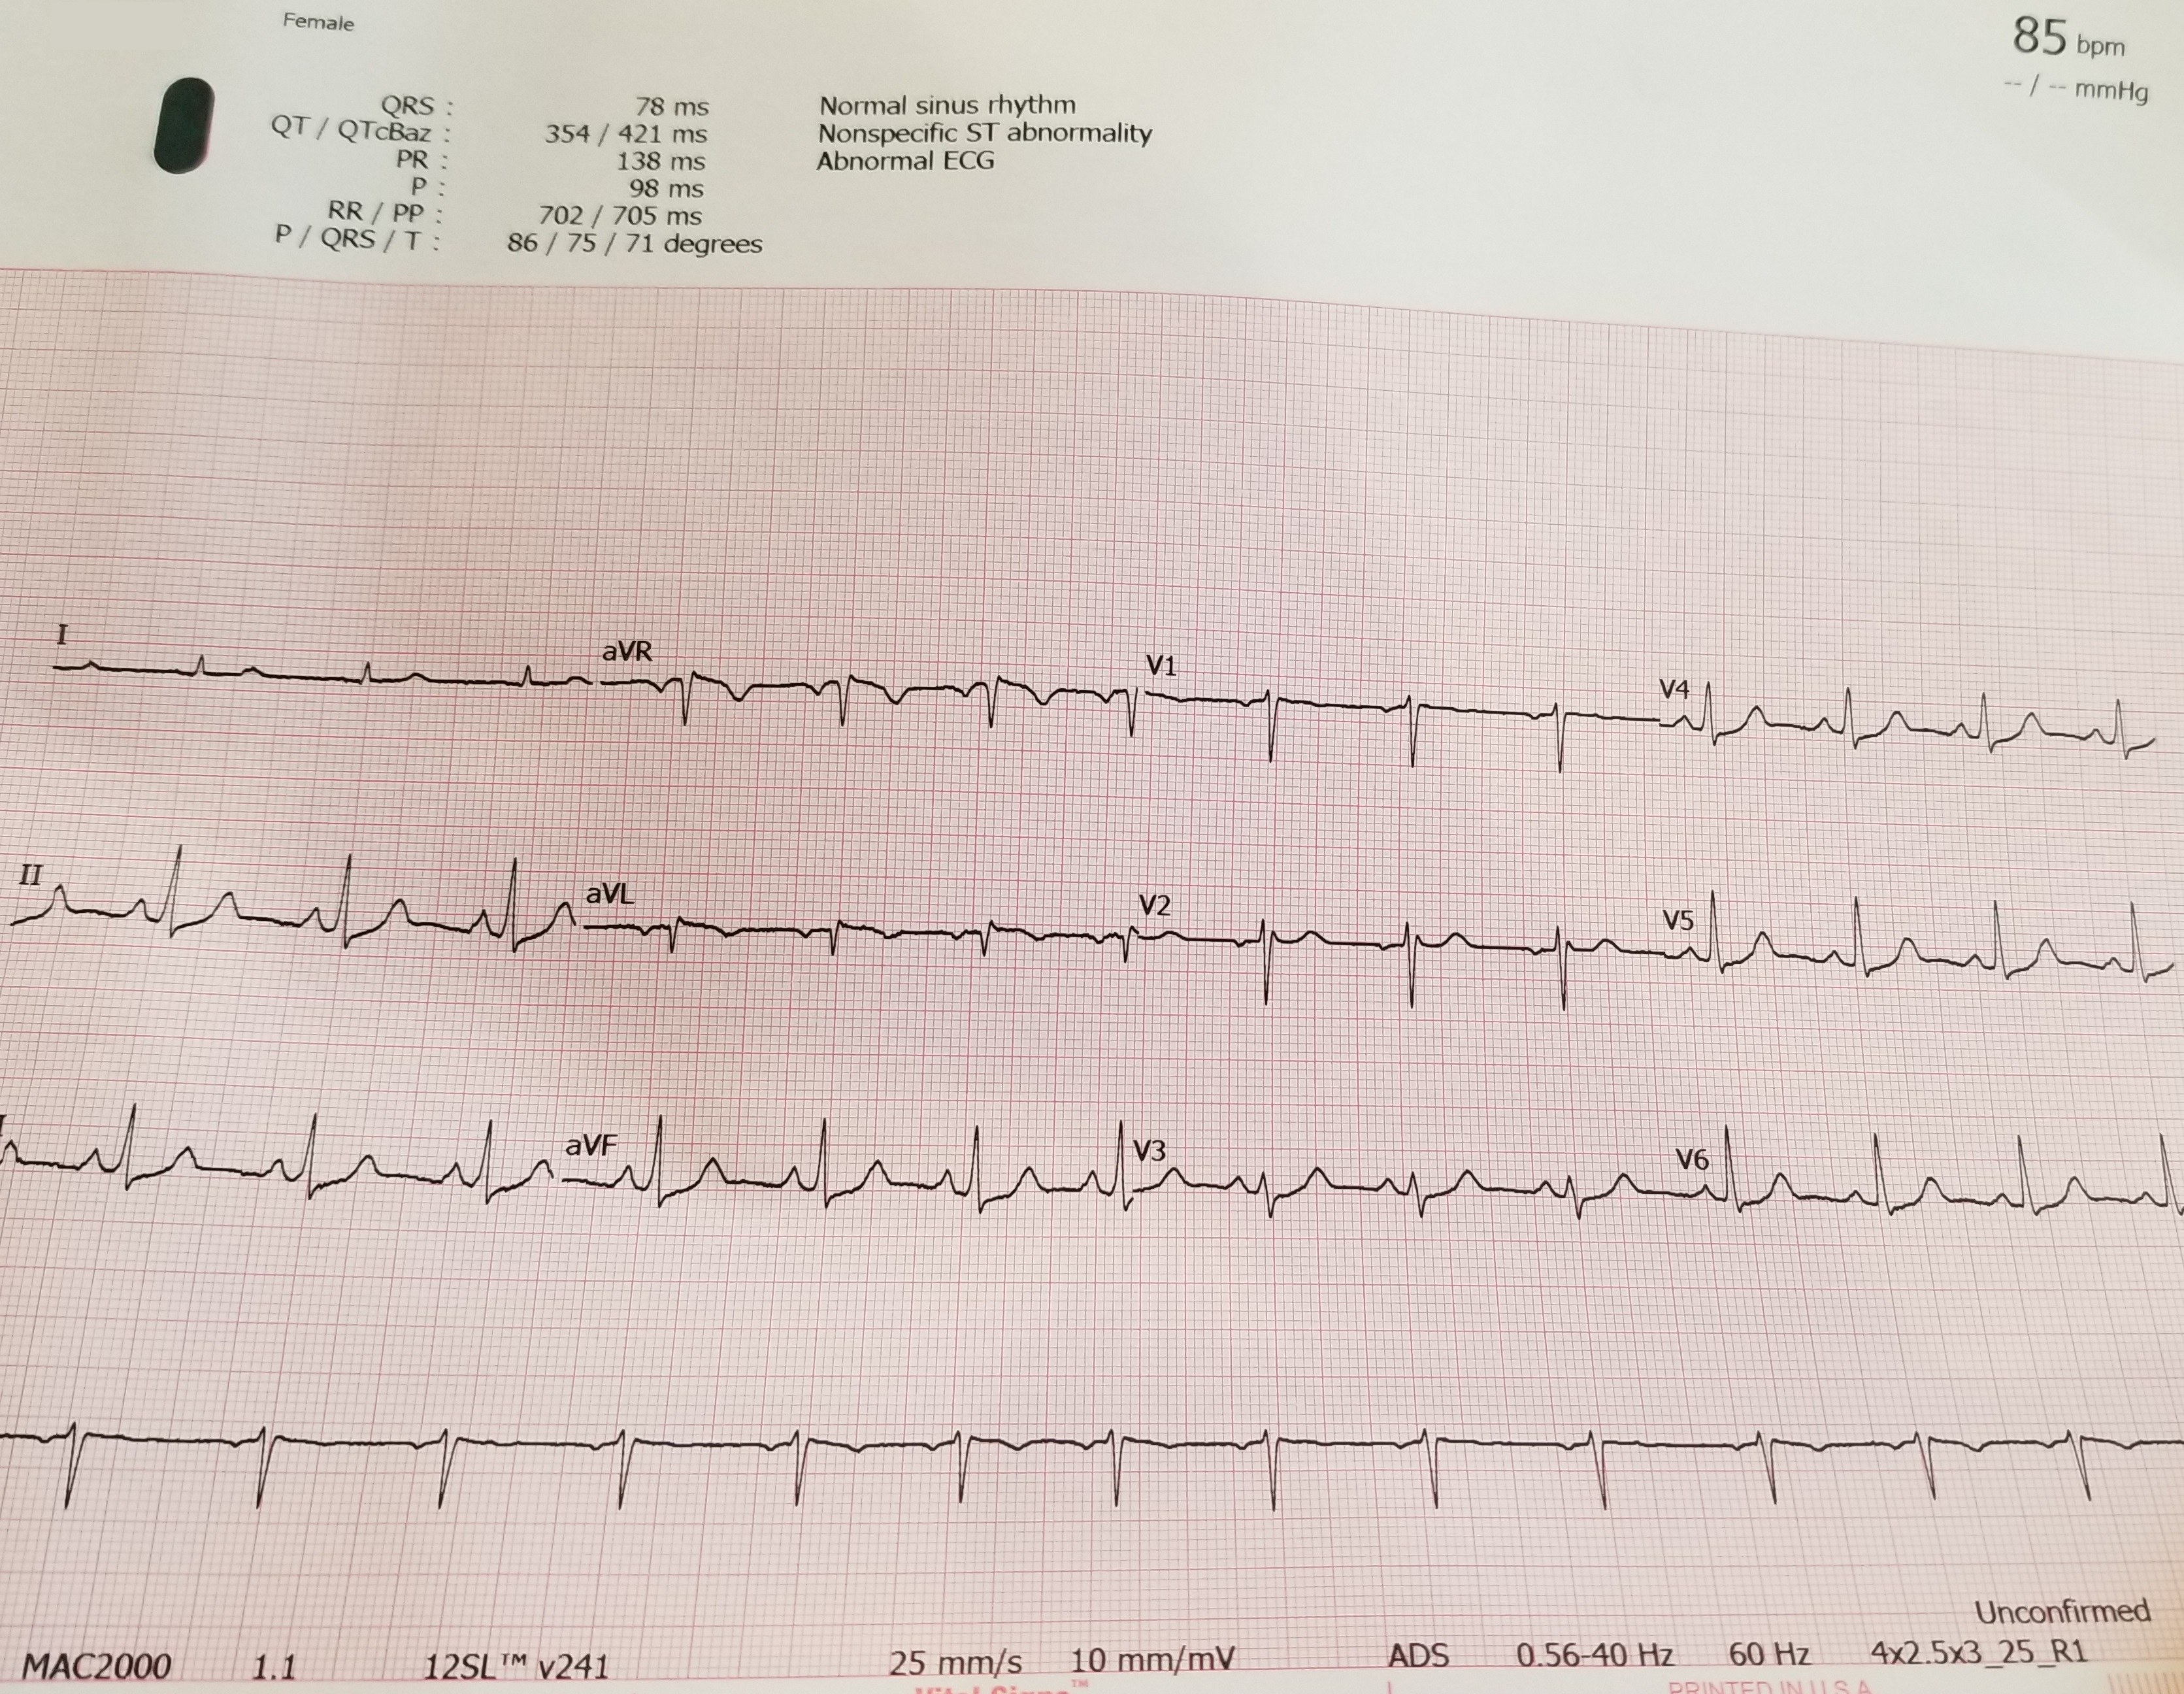 Female
85 bpm
-- / -- mmHg
QRS : 78 ms Normal sinus rhythm
QT / QTcBaz : 354 / 421 ms Nonspecific ST abnormality
PR : 138 ms Abnormal ECG
P : 98 ms
RR / PP : 702 / 705 ms
P / QRS / T : 86 / 75 / 71 degrees
I aVR V1 V4
II aVL V2 V5
aVF V3 V6
Unconfirmed
MAC2000 1.1 12SL™ v241 25 mm/s 10 mm/mV ADS 0.56-40 Hz 60 Hz 4x2.5x3_25_R1
PRINTED IN U.S.A.